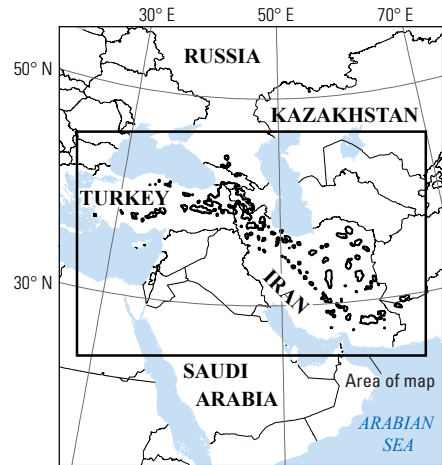 30° E 50° E 70° E
50° N
RUSSIA
KAZAKHSTAN
TURKEY
30° N
IRAN
SAUDI
ARABIA
Area of map
ARABIAN
SEA